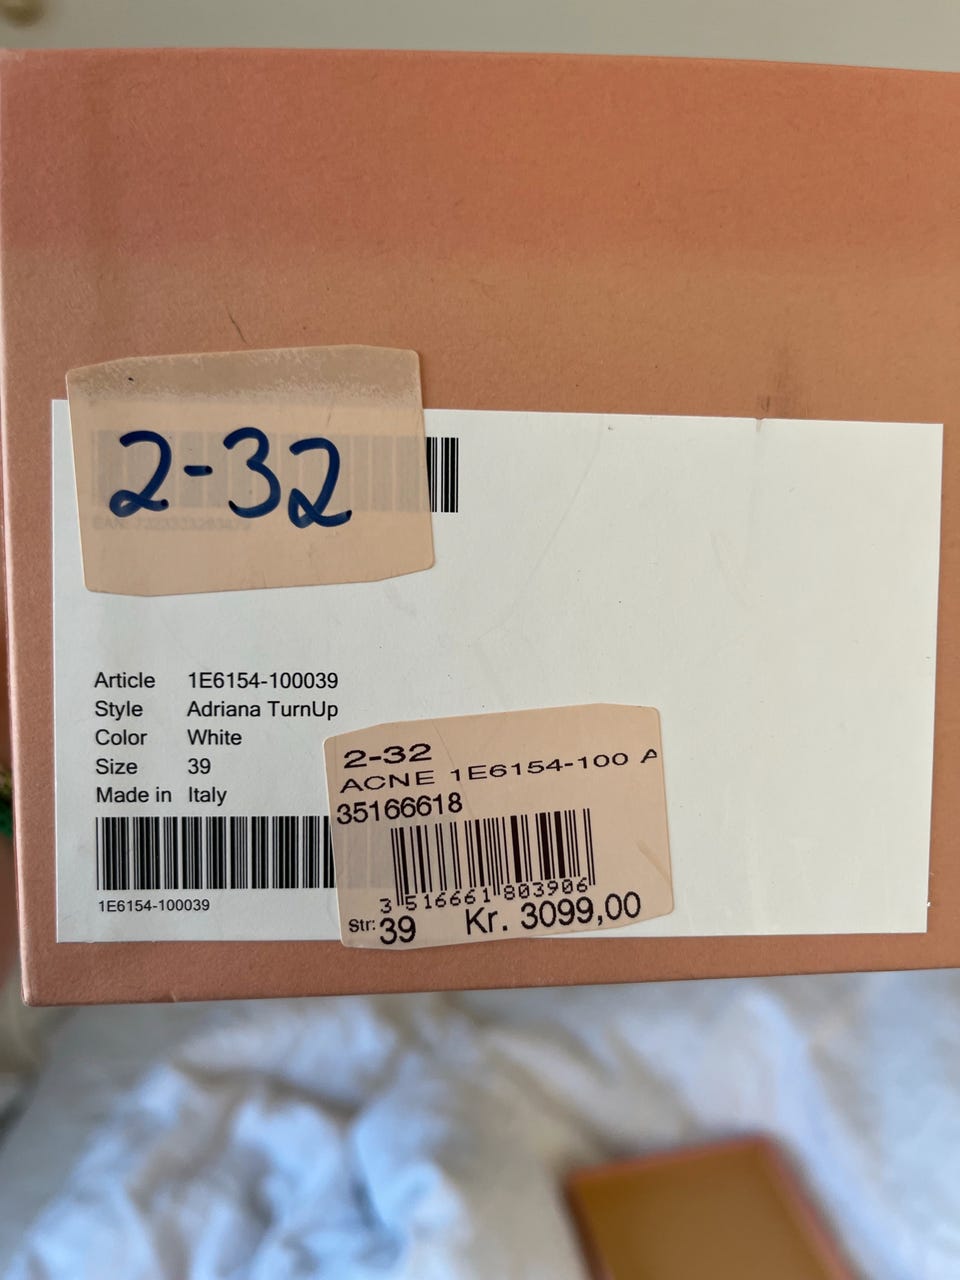 2-32
Article 1E6154-100039
Style Adriana TurnUp
Color White
Size 39
Made in Italy
1E6154-100039
2-32
ACNE 1E6154-100 A
35166618
3 516661 803906
Str: 39 Kr. 3099,00